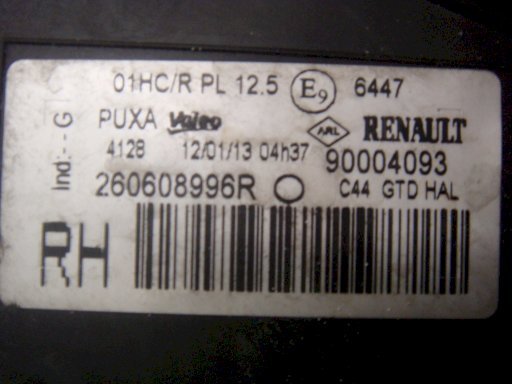 01HC/R PL 12.5 E9 6447
PUXA Valeo RENAULT
4128 12/01/13 04h37 90004093
260608996R C44 GTD HAL
Ind:--G
RH